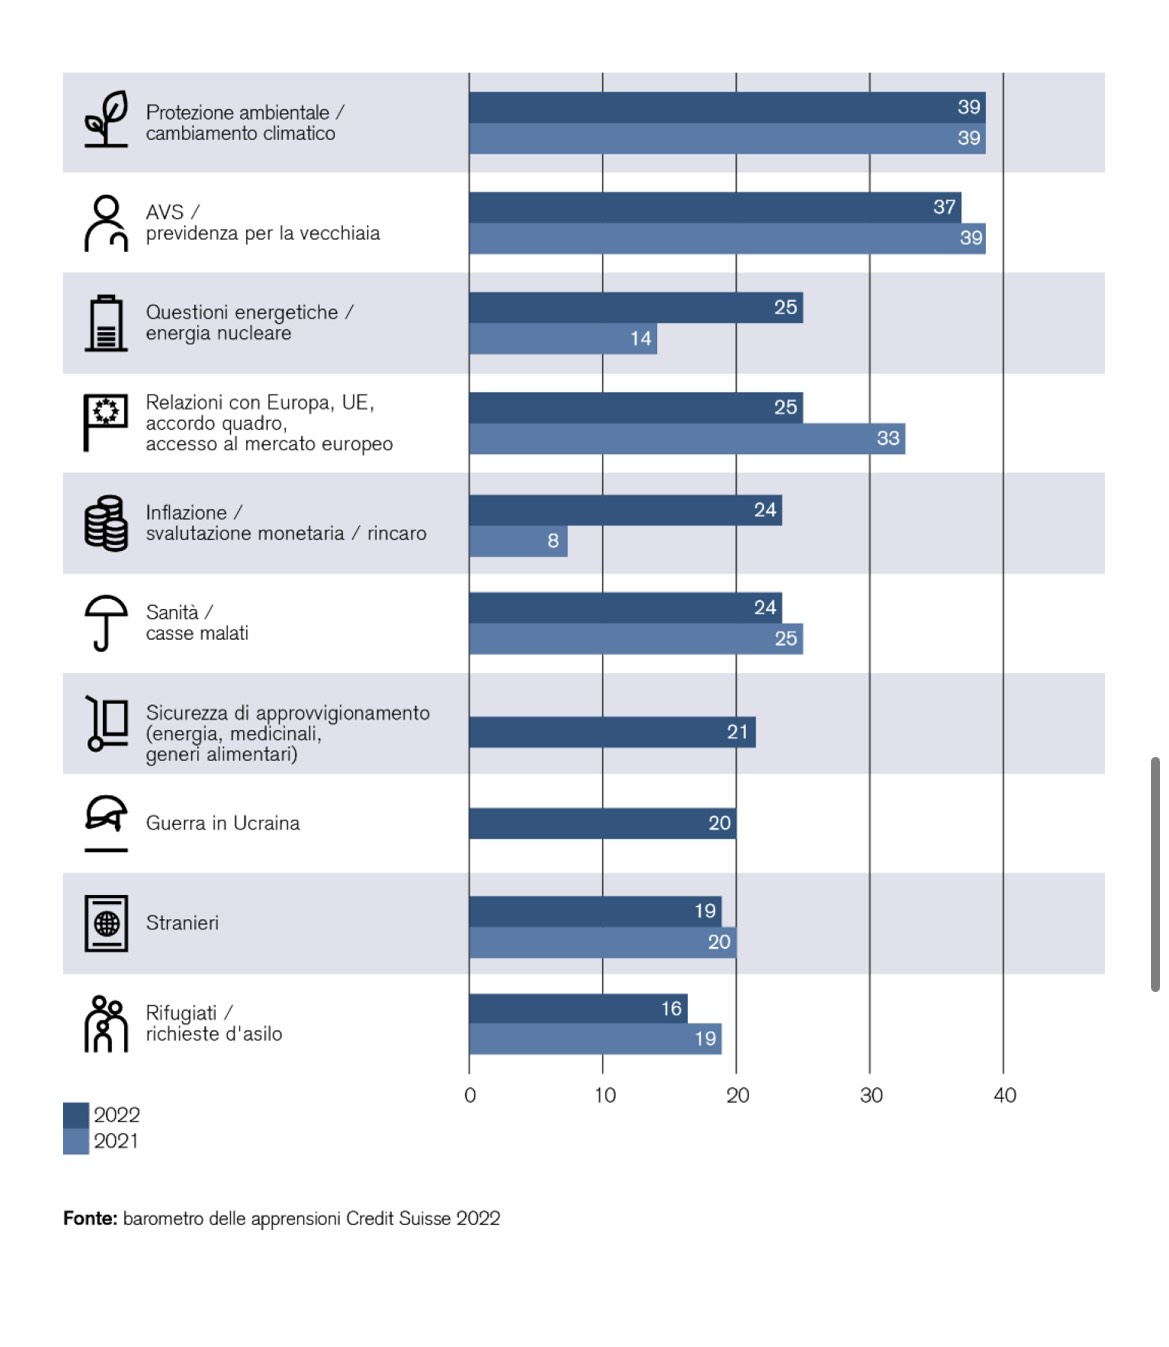 Protezione ambientale /
cambiamento climatico
39
39
AVS /
previdenza per la vecchiaia
37
39
Questioni energetiche /
energia nucleare
25
14
Relazioni con Europa, UE,
accordo quadro,
accesso al mercato europeo
25
33
Inflazione /
svalutazione monetaria / rincaro
24
8
Sanità /
casse malati
24
25
Sicurezza di approvvigionamento
(energia, medicinali,
generi alimentari)
21
Guerra in Ucraina
20
Stranieri
19
20
Rifugiati /
richieste d'asilo
16
19
0 10 20 30 40
2022
2021
Fonte: barometro delle apprensioni Credit Suisse 2022